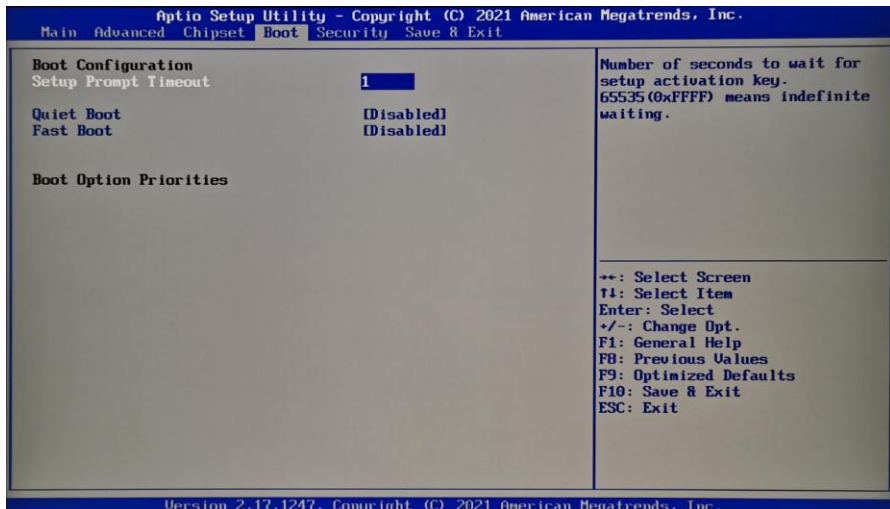 Aptio Setup Utility - Copyright (C) 2021 American Megatrends, Inc.
Main Advanced Chipset Boot Security Save & Exit
Boot Configuration
Setup Prompt Timeout 1
Quiet Boot [Disabled]
Fast Boot [Disabled]
Boot Option Priorities
Number of seconds to wait for
setup activation key.
65535(0xFFFF) means indefinite
waiting.
→←: Select Screen
↑↓: Select Item
Enter: Select
+/-: Change Opt.
F1: General Help
F8: Previous Values
F9: Optimized Defaults
F10: Save & Exit
ESC: Exit
Version 2.17.1247. Copyright (C) 2021 American Megatrends, Inc.